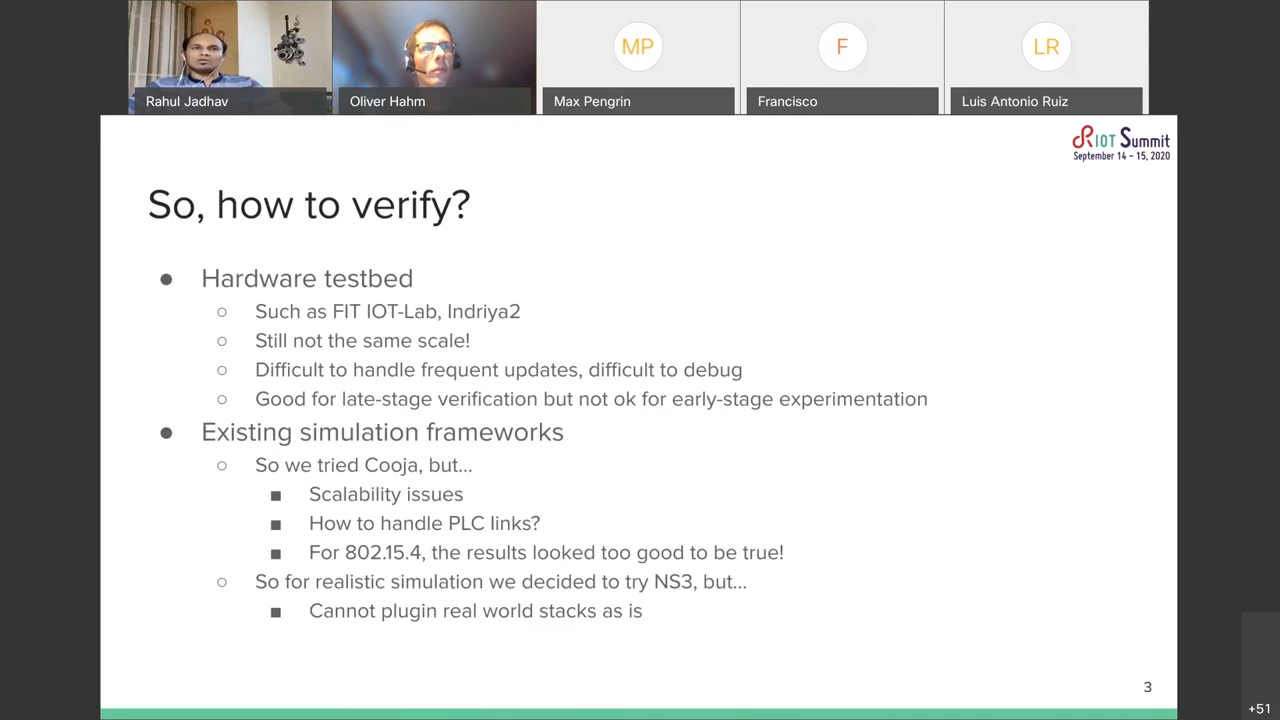 MP
F
LR
Rahul Jadhav
Oliver Hahm
Max Pengrin
Francisco
Luis Antonio Ruiz
RIOT Summit
September 14 - 15, 2020
So, how to verify?
● Hardware testbed
○ Such as FIT IOT-Lab, Indriya2
○ Still not the same scale!
○ Difficult to handle frequent updates, difficult to debug
○ Good for late-stage verification but not ok for early-stage experimentation
● Existing simulation frameworks
○ So we tried Cooja, but...
■ Scalability issues
■ How to handle PLC links?
■ For 802.15.4, the results looked too good to be true!
○ So for realistic simulation we decided to try NS3, but...
■ Cannot plugin real world stacks as is
3
+51